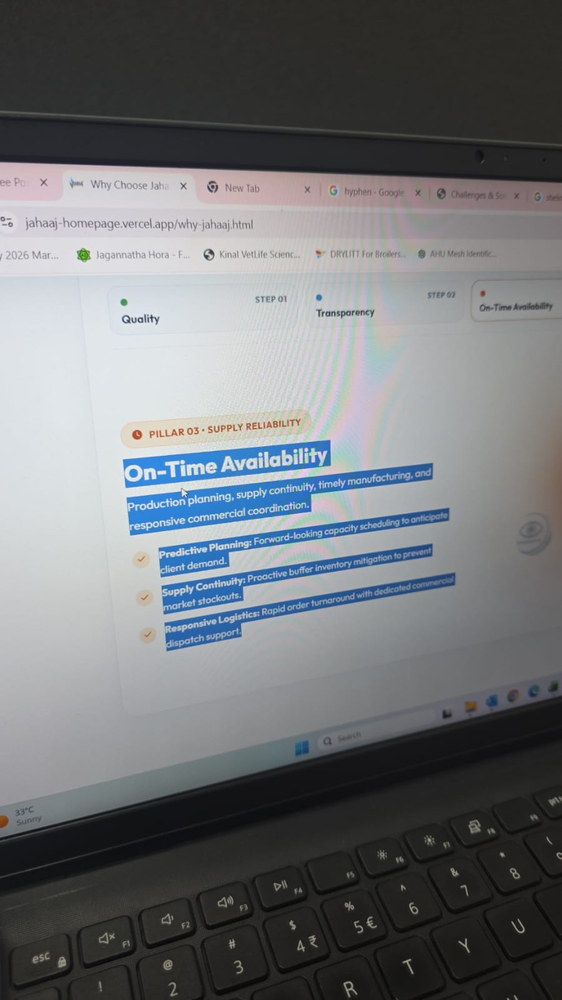 ee Po
Why Choose Jaha
New Tab
hyphen - Google
Challenges & So
jahaaj-homepage.vercel.app/why-jahaaj.html
2026 Mar...
Jagannatha Hora - F...
Kinal VetLife Scienc...
DRYLITT For Broilers...
AHU Mesh Identific...
STEP 01
Quality
STEP 02
Transparency
On-Time Availability
PILLAR 03 • SUPPLY RELIABILITY
On-Time Availability
Production planning, supply continuity, timely manufacturing, and
responsive commercial coordination.
Predictive Planning: Forward-looking capacity scheduling to anticipate
client demand.
Supply Continuity: Proactive buffer inventory mitigation to prevent
market stockouts.
Responsive Logistics: Rapid order turnaround with dedicated commercial
dispatch support.
Search
33°C
Sunny
esc
F1
F2
F3
F4
F5
F6
F7
F8
F9
!
@
2
#
3
$
4 ₹
%
5 €
^
6
&
7
*
8
(
R
T
Y
U